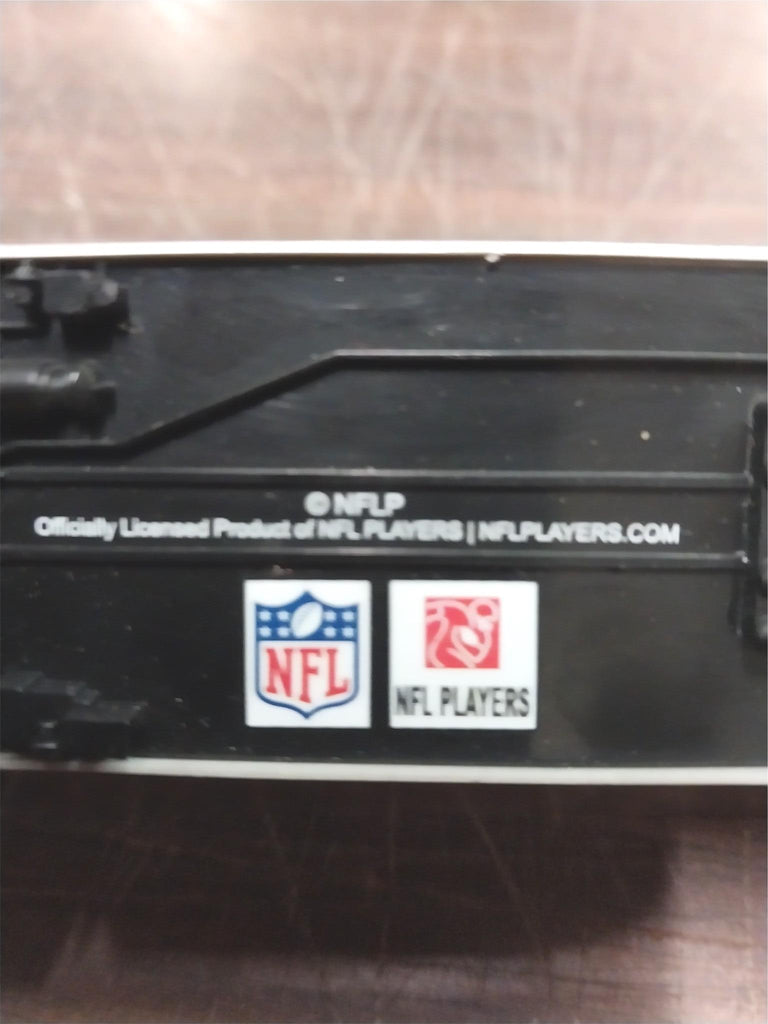 © NFLP
Officially Licensed Product of NFL PLAYERS | NFLPLAYERS.COM
NFL
NFL PLAYERS